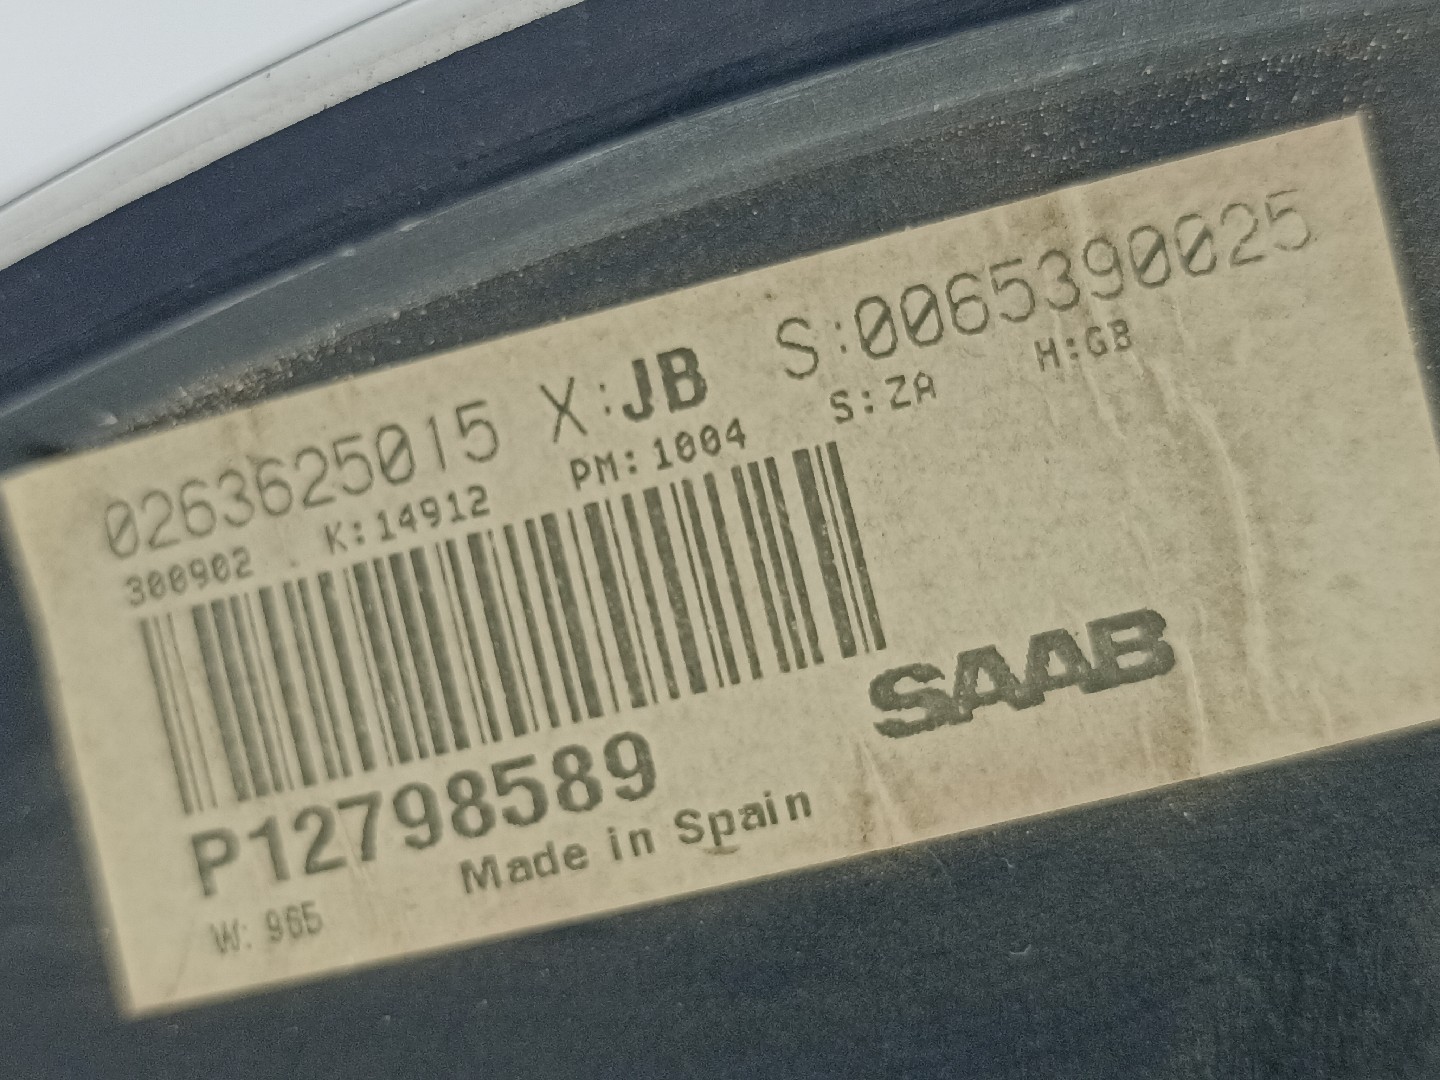 0263625015 X:JB S:0065390025
300902 K:14912 PM:1004 S:ZA H:GB
P12798589 SAAB
Made in Spain
W: 965